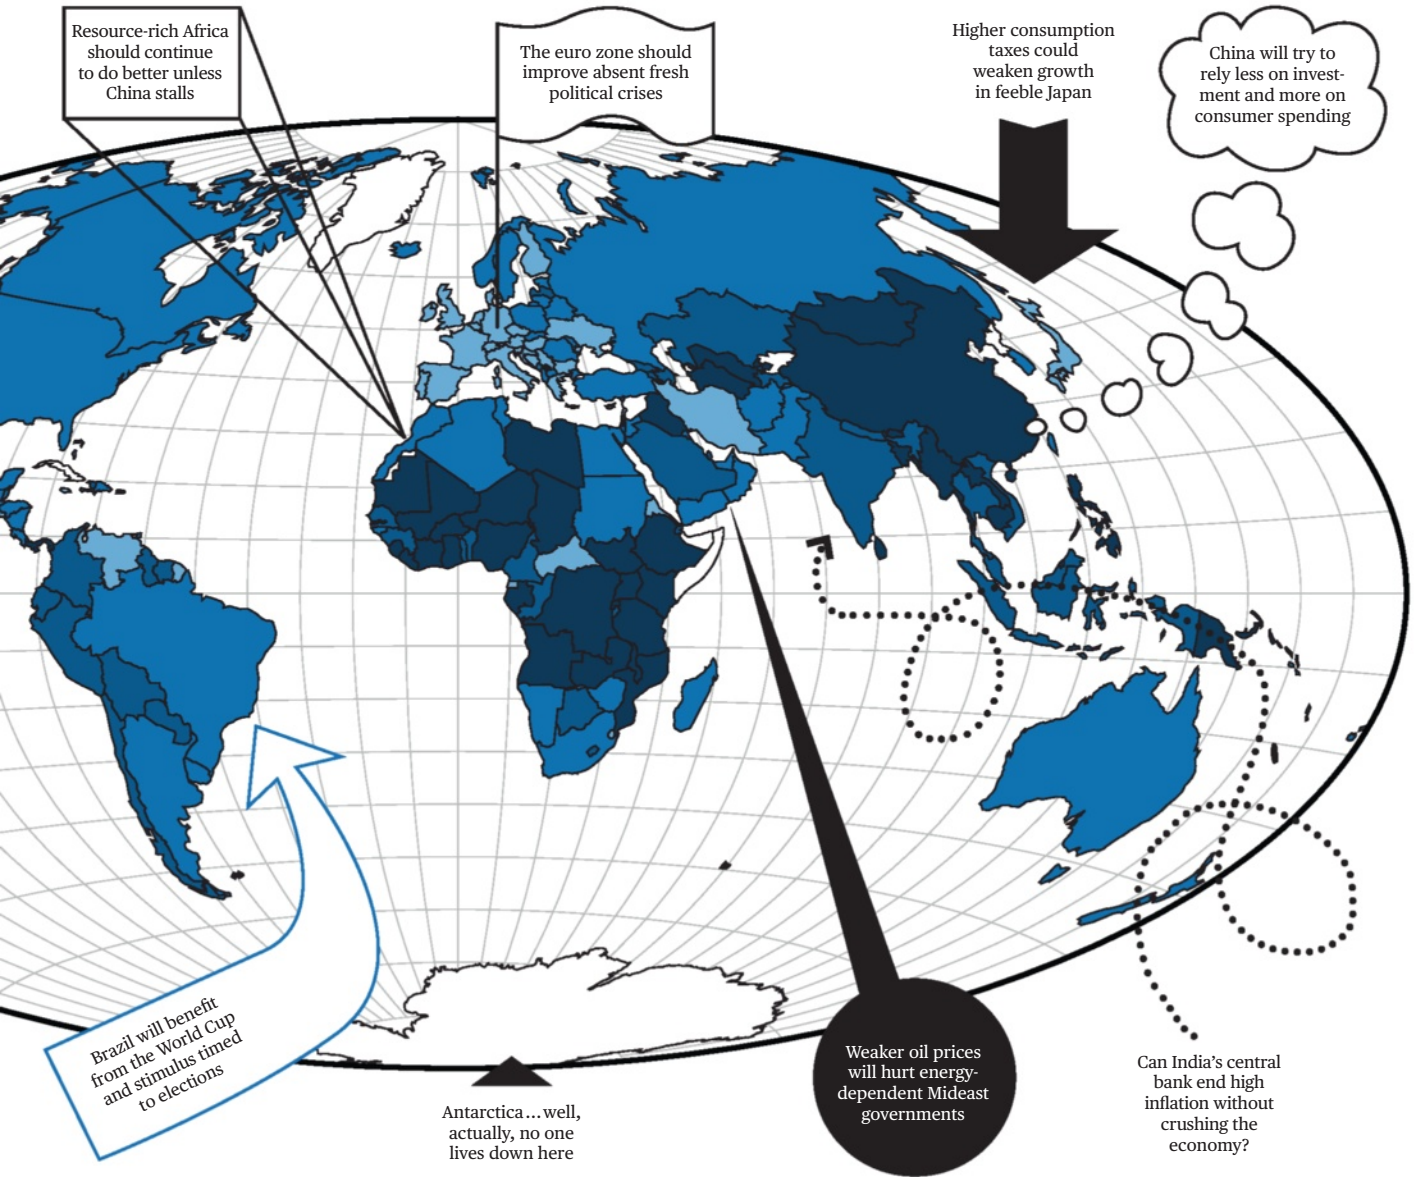 Resource-rich Africa
should continue
to do better unless
China stalls
The euro zone should
improve absent fresh
political crises
Higher consumption
taxes could
weaken growth
in feeble Japan
China will try to
rely less on invest-
ment and more on
consumer spending
Brazil will benefit
from the World Cup
and stimulus timed
to elections
Antarctica...well,
actually, no one
lives down here
Weaker oil prices
will hurt energy-
dependent Mideast
governments
Can India’s central
bank end high
inflation without
crushing the
economy?